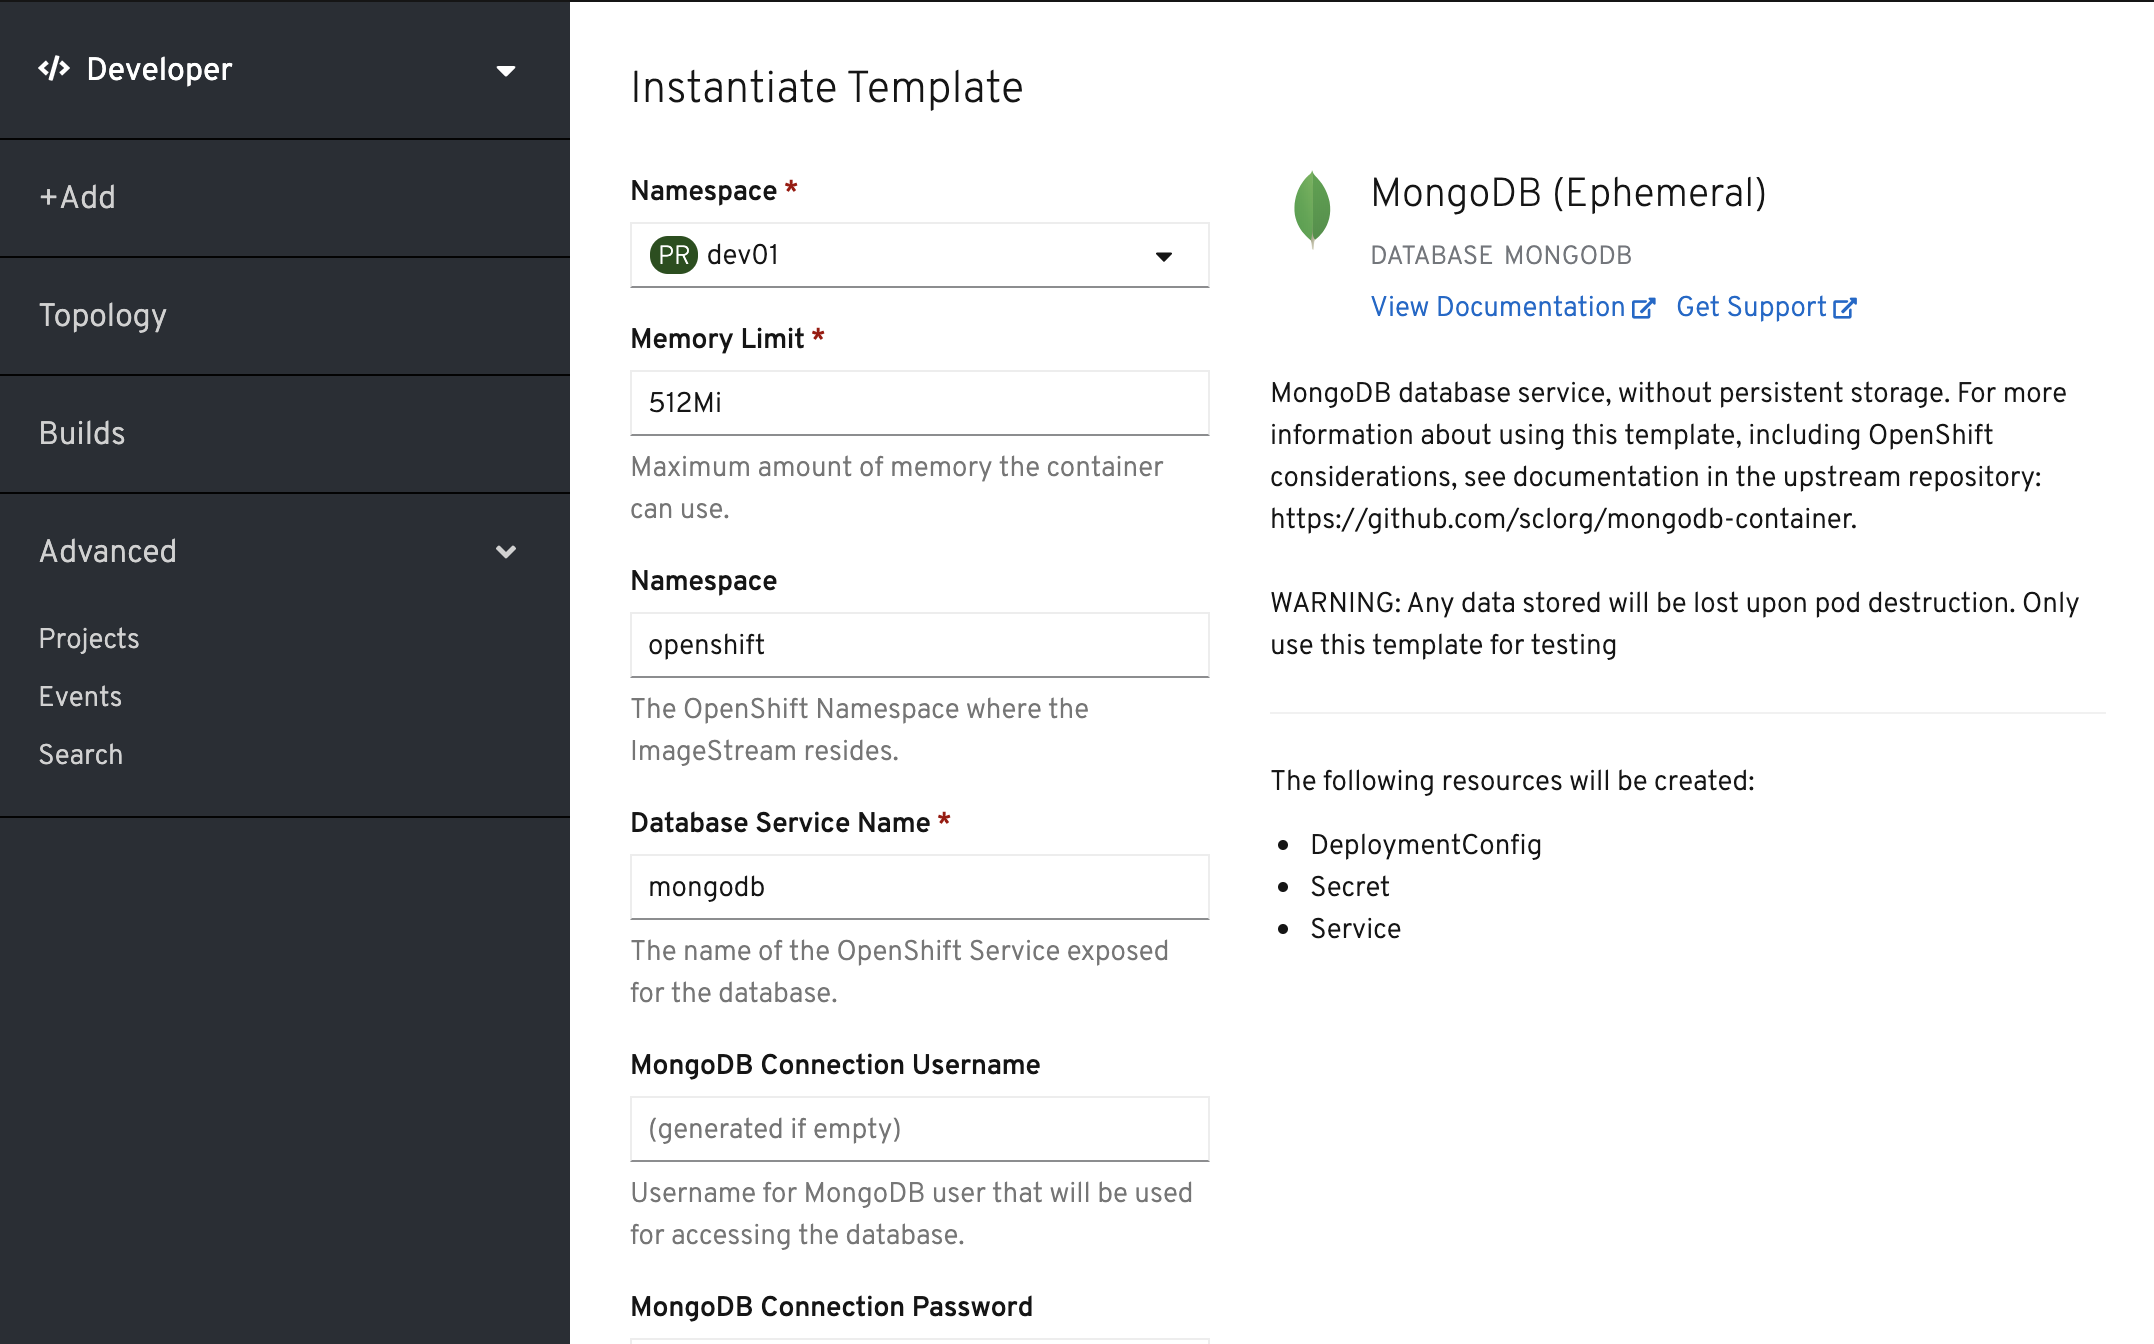 Developer
+Add
Topology
Builds
Advanced
Projects
Events
Search
Instantiate Template
Namespace *
PR dev01
Memory Limit *
512Mi
Maximum amount of memory the container
can use.
Namespace
openshift
The OpenShift Namespace where the
ImageStream resides.
Database Service Name *
mongodb
The name of the OpenShift Service exposed
for the database.
MongoDB Connection Username
(generated if empty)
Username for MongoDB user that will be used
for accessing the database.
MongoDB Connection Password
MongoDB (Ephemeral)
DATABASE MONGODB
View Documentation Get Support
MongoDB database service, without persistent storage. For more
information about using this template, including OpenShift
considerations, see documentation in the upstream repository:
https://github.com/sclorg/mongodb-container.
WARNING: Any data stored will be lost upon pod destruction. Only
use this template for testing
The following resources will be created:
• DeploymentConfig
• Secret
• Service